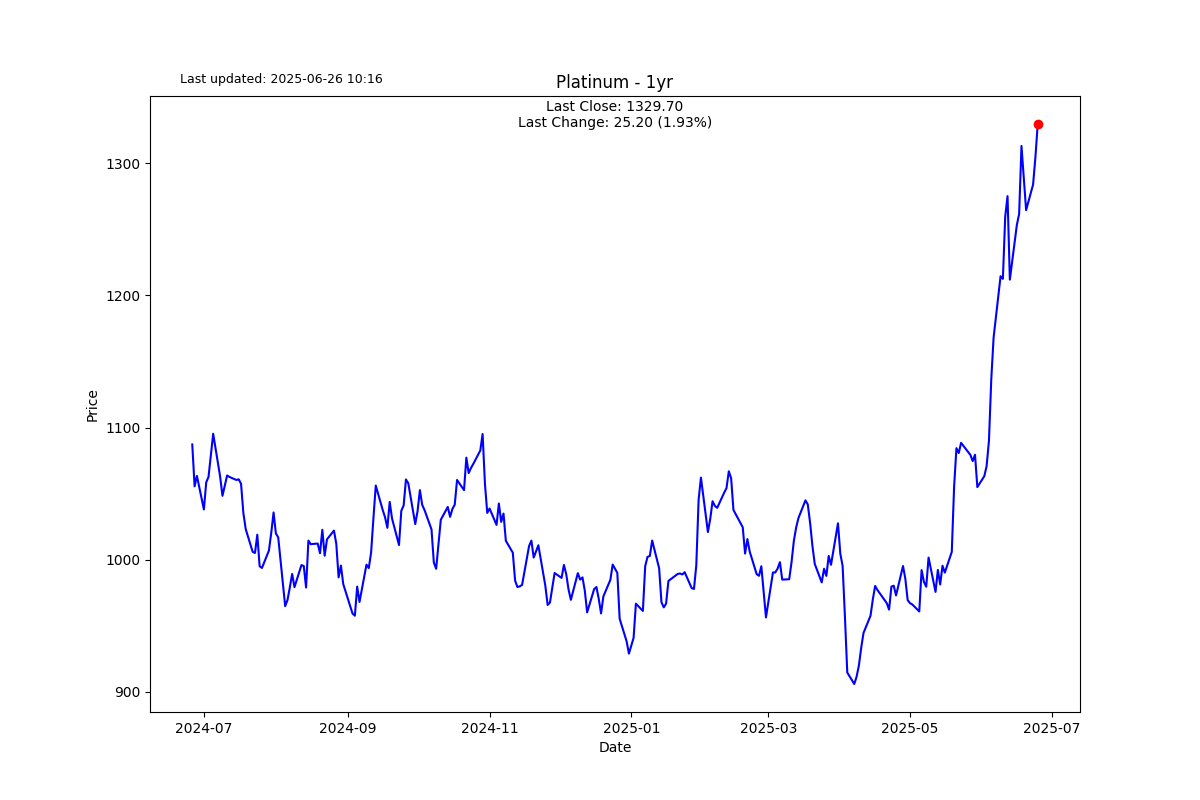 Last updated: 2025-06-26 10:16
Platinum - 1yr
Last Close: 1329.70
Last Change: 25.20 (1.93%)
1300
1200
1100
1000
900
Price
2024-07
2024-09
2024-11
2025-01
2025-03
2025-05
2025-07
Date